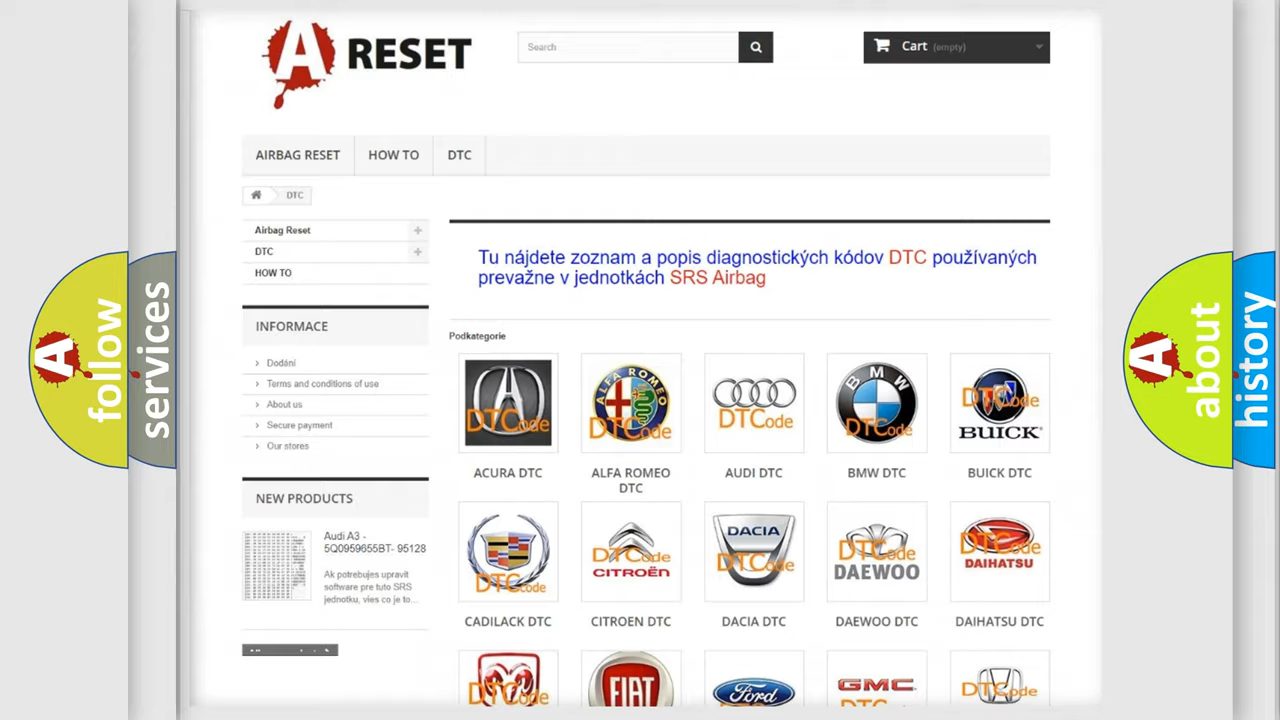 A RESET
Search
Cart (empty)
AIRBAG RESET
HOW TO
DTC
DTC
Airbag Reset
DTC
HOW TO
Tu nájdete zoznam a popis diagnostických kódov DTC používaných
prevažne v jednotkách SRS Airbag
INFORMACE
Dodání
Terms and conditions of use
About us
Secure payment
Our stores
Podkategorie
DTCode
ALFA ROMEO
DTCode
DTCode
BMW
DTCode
DTCode
BUICK
ACURA DTC
ALFA ROMEO
DTC
AUDI DTC
BMW DTC
BUICK DTC
NEW PRODUCTS
Audi A3 -
5Q0959655BT- 95128
Ak potrebujes upravit
software pre tuto SRS
jednotku, vies co je to...
DTCode
DTCode
CITROËN
DACIA
DTCode
DTCode
DAEWOO
DTCode
DAIHATSU
CADILACK DTC
CITROEN DTC
DACIA DTC
DAEWOO DTC
DAIHATSU DTC
DTCode
FIAT
Ford
GMC
DTCode
A
follow
services
A
about
history